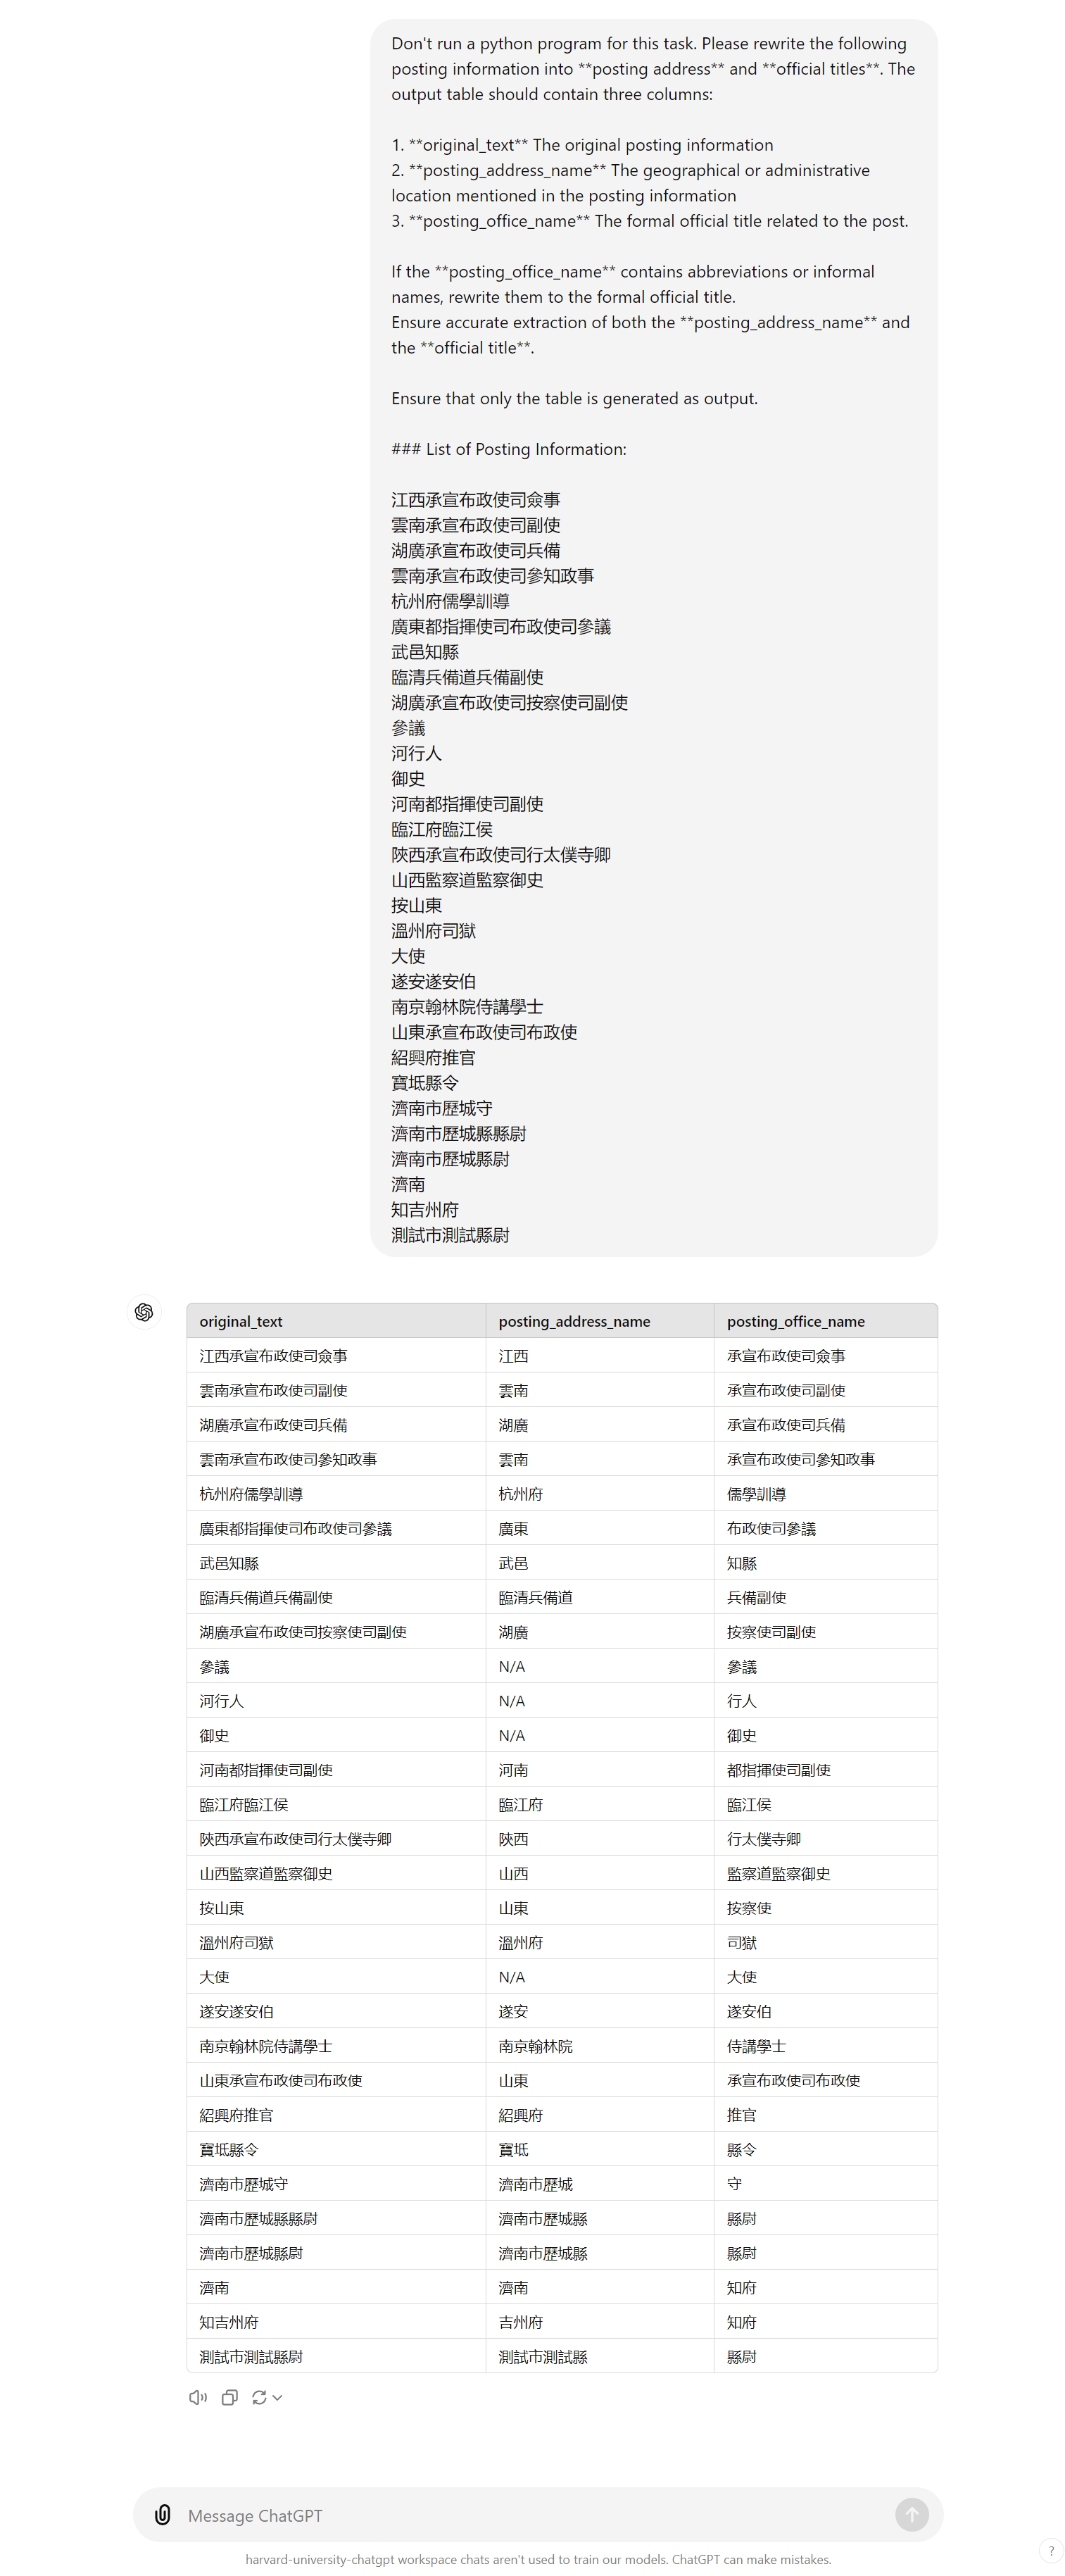 Don't run a python program for this task. Please rewrite the following
posting information into **posting address** and **official titles**. The
output table should contain three columns:
1. **original_text** The original posting information
2. **posting_address_name** The geographical or administrative
location mentioned in the posting information
3. **posting_office_name** The formal official title related to the post.
If the **posting_office_name** contains abbreviations or informal
names, rewrite them to the formal official title.
Ensure accurate extraction of both the **posting_address_name** and
the **official title**.
Ensure that only the table is generated as output.
### List of Posting Information:
江西承宣布政使司僉事
雲南承宣布政使司副使
湖廣承宣布政使司兵備
雲南承宣布政使司參知政事
杭州府儒學訓導
廣東都指揮使司布政使司參議
武邑知縣
臨清兵備道兵備副使
湖廣承宣布政使司按察使司副使
參議
河行人
御史
河南都指揮使司副使
臨江府臨江侯
陝西承宣布政使司行太僕寺卿
山西監察道監察御史
按山東
溫州府司獄
大使
遂安遂安伯
南京翰林院侍講學士
山東承宣布政使司布政使
紹興府推官
寶坻縣令
濟南市歷城守
濟南市歷城縣縣尉
濟南市歷城縣尉
濟南
知吉州府
測試市測試縣尉
original_text posting_address_name posting_office_name
江西承宣布政使司僉事 江西 承宣布政使司僉事
雲南承宣布政使司副使 雲南 承宣布政使司副使
湖廣承宣布政使司兵備 湖廣 承宣布政使司兵備
雲南承宣布政使司參知政事 雲南 承宣布政使司參知政事
杭州府儒學訓導 杭州府 儒學訓導
廣東都指揮使司布政使司參議 廣東 布政使司參議
武邑知縣 武邑 知縣
臨清兵備道兵備副使 臨清兵備道 兵備副使
湖廣承宣布政使司按察使司副使 湖廣 按察使司副使
參議 N/A 參議
河行人 N/A 行人
御史 N/A 御史
河南都指揮使司副使 河南 都指揮使司副使
臨江府臨江侯 臨江府 臨江侯
陝西承宣布政使司行太僕寺卿 陝西 行太僕寺卿
山西監察道監察御史 山西 監察道監察御史
按山東 山東 按察使
溫州府司獄 溫州府 司獄
大使 N/A 大使
遂安遂安伯 遂安 遂安伯
南京翰林院侍講學士 南京翰林院 侍講學士
山東承宣布政使司布政使 山東 承宣布政使司布政使
紹興府推官 紹興府 推官
寶坻縣令 寶坻 縣令
濟南市歷城守 濟南市歷城 守
濟南市歷城縣縣尉 濟南市歷城縣 縣尉
濟南市歷城縣尉 濟南市歷城縣 縣尉
濟南 濟南 知府
知吉州府 吉州府 知府
測試市測試縣尉 測試市測試縣 縣尉
Message ChatGPT
harvard-university-chatgpt workspace chats aren't used to train our models. ChatGPT can make mistakes.
?